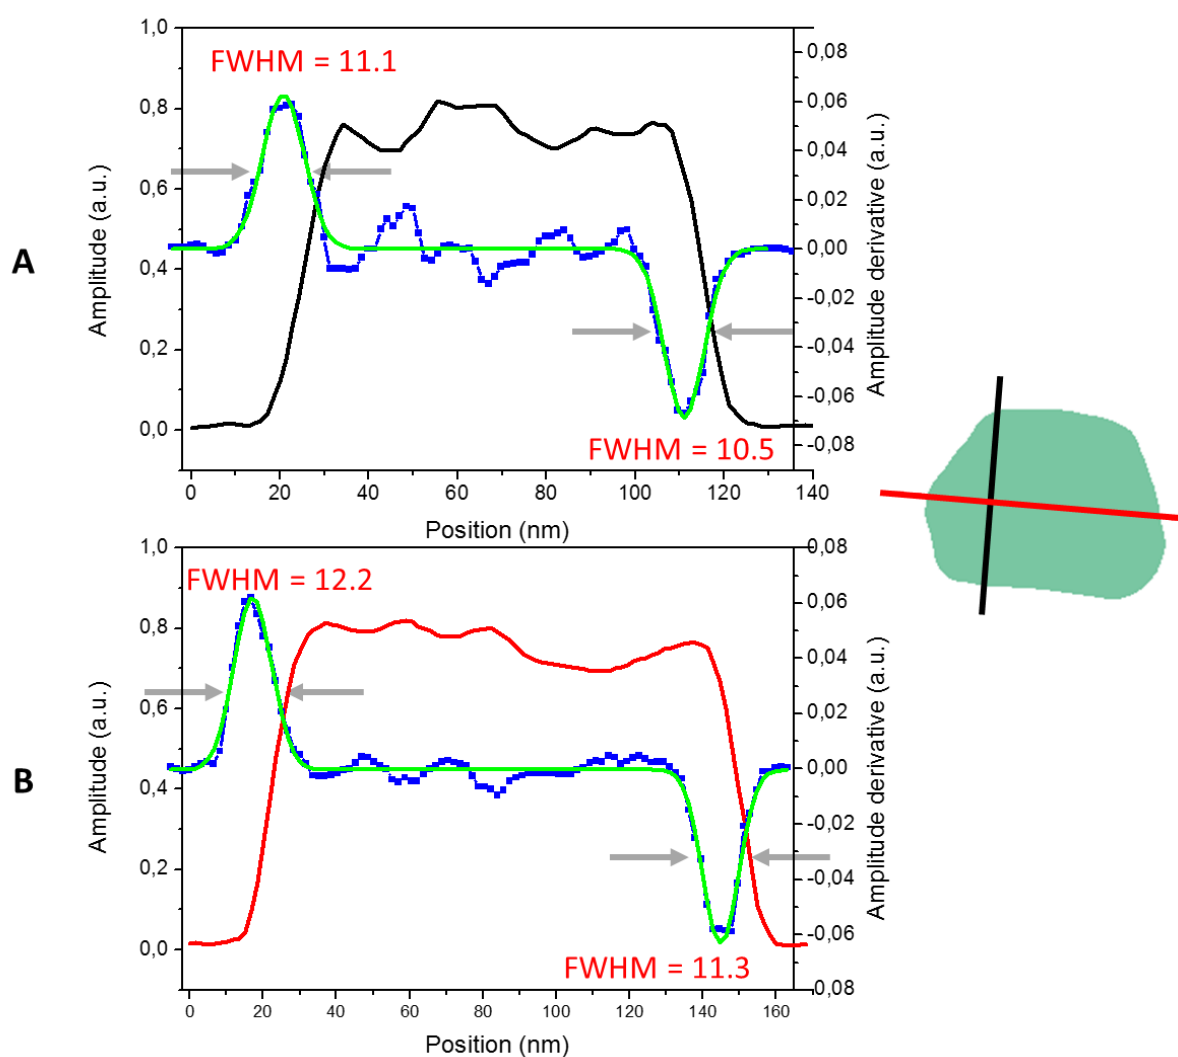 A
FWHM = 11.1
FWHM = 10.5
Amplitude (a.u.)
1,0
0,8
0,6
0,4
0,2
0,0
Amplitude derivative (a.u.)
0,08
0,06
0,04
0,02
0,00
-0,02
-0,04
-0,06
-0,08
0 20 40 60 80 100 120 140
Position (nm)
B
FWHM = 12.2
FWHM = 11.3
Amplitude (a.u.)
1,0
0,8
0,6
0,4
0,2
0,0
Amplitude derivative (a.u.)
0,08
0,06
0,04
0,02
0,00
-0,02
-0,04
-0,06
0,08
0 20 40 60 80 100 120 140 160
Position (nm)